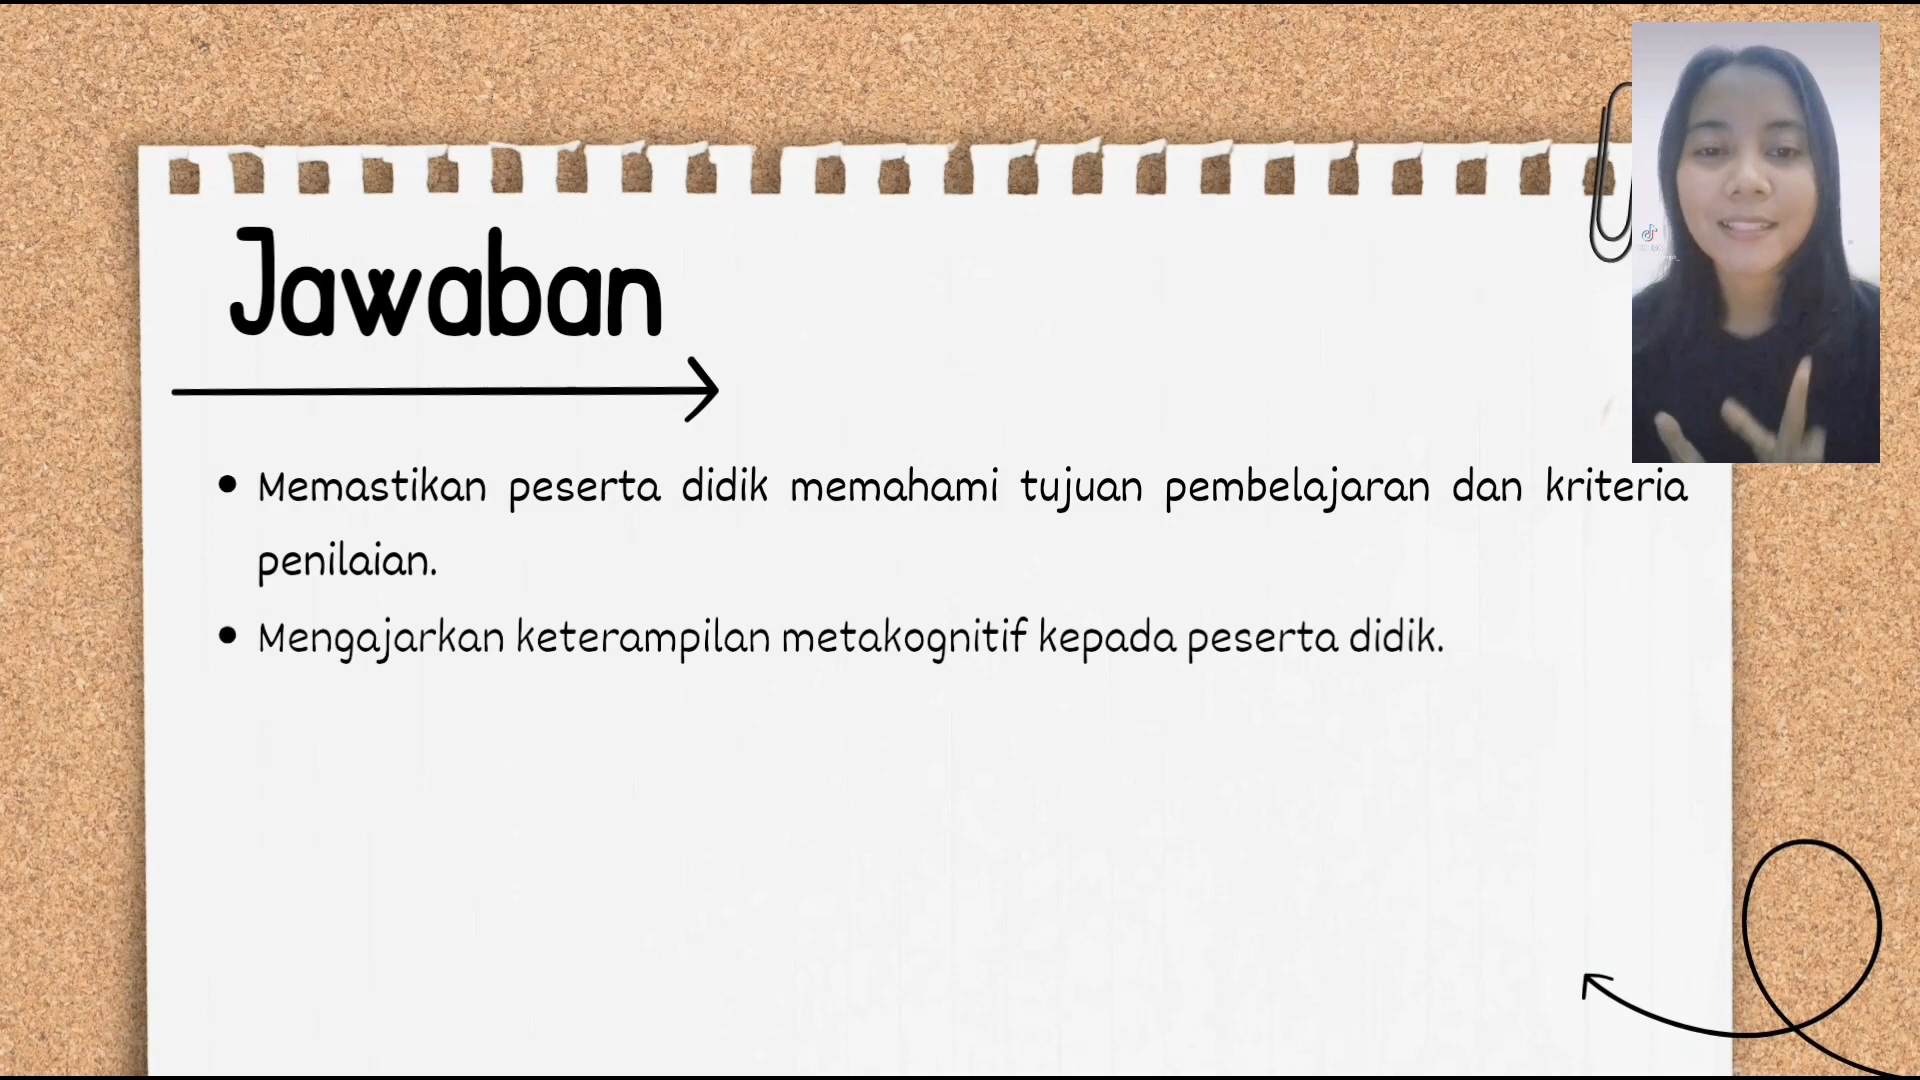 Jawaban
• Memastikan peserta didik memahami tujuan pembelajaran dan kriteria
penilaian.
• Mengajarkan keterampilan metakognitif kepada peserta didik.